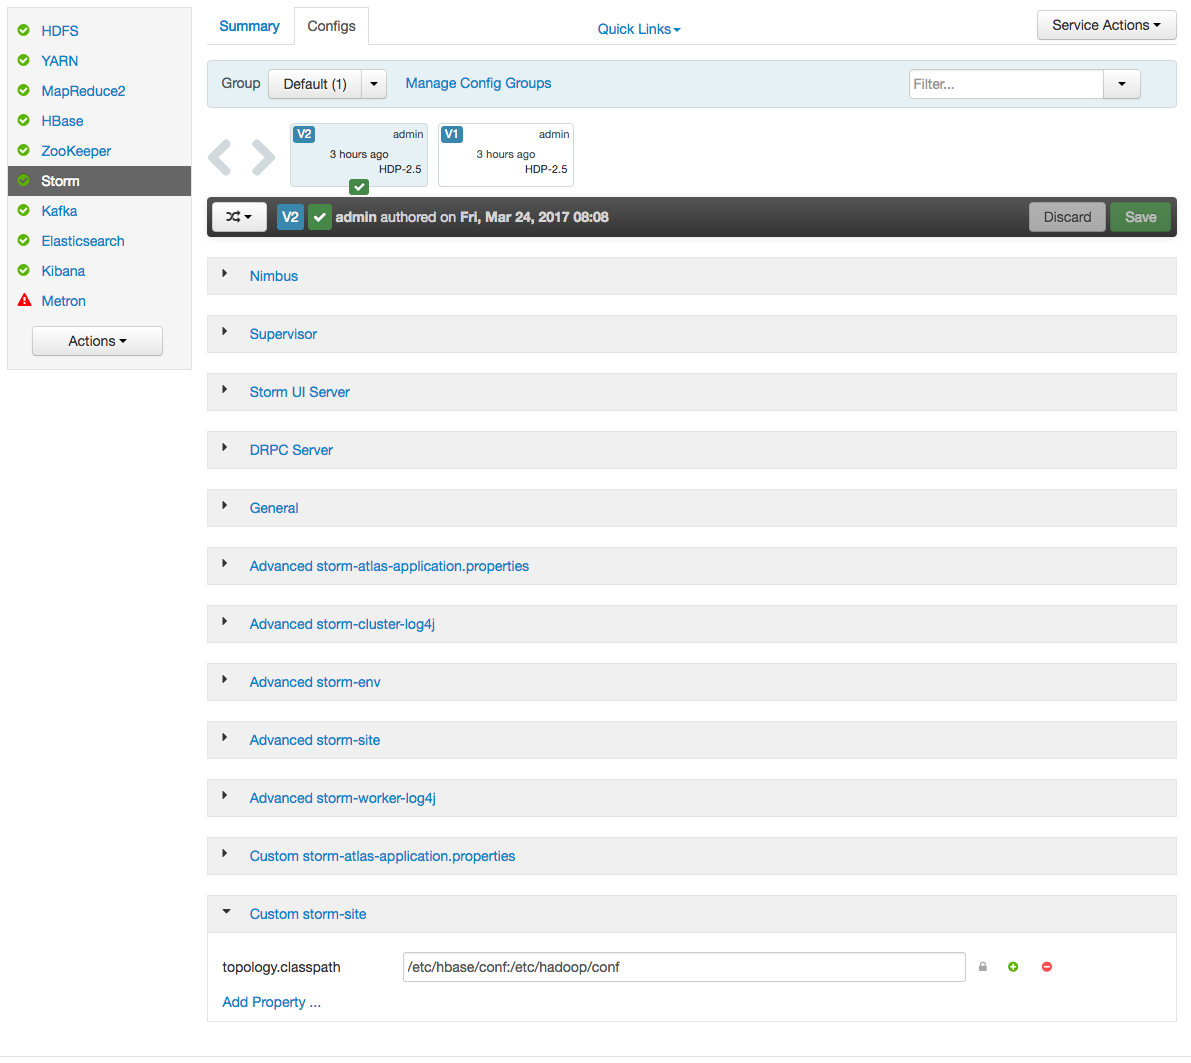 HDFS
YARN
MapReduce2
HBase
ZooKeeper
Storm
Kafka
Elasticsearch
Kibana
Metron
Actions
Summary
Configs
Quick Links
Service Actions
Group
Default (1)
Manage Config Groups
Filter...
V2 admin
3 hours ago
HDP-2.5
V1 admin
3 hours ago
HDP-2.5
V2 admin authored on Fri, Mar 24, 2017 08:08
Discard
Save
Nimbus
Supervisor
Storm UI Server
DRPC Server
General
Advanced storm-atlas-application.properties
Advanced storm-cluster-log4j
Advanced storm-env
Advanced storm-site
Advanced storm-worker-log4j
Custom storm-atlas-application.properties
Custom storm-site
topology.classpath
/etc/hbase/conf:/etc/hadoop/conf
Add Property ...